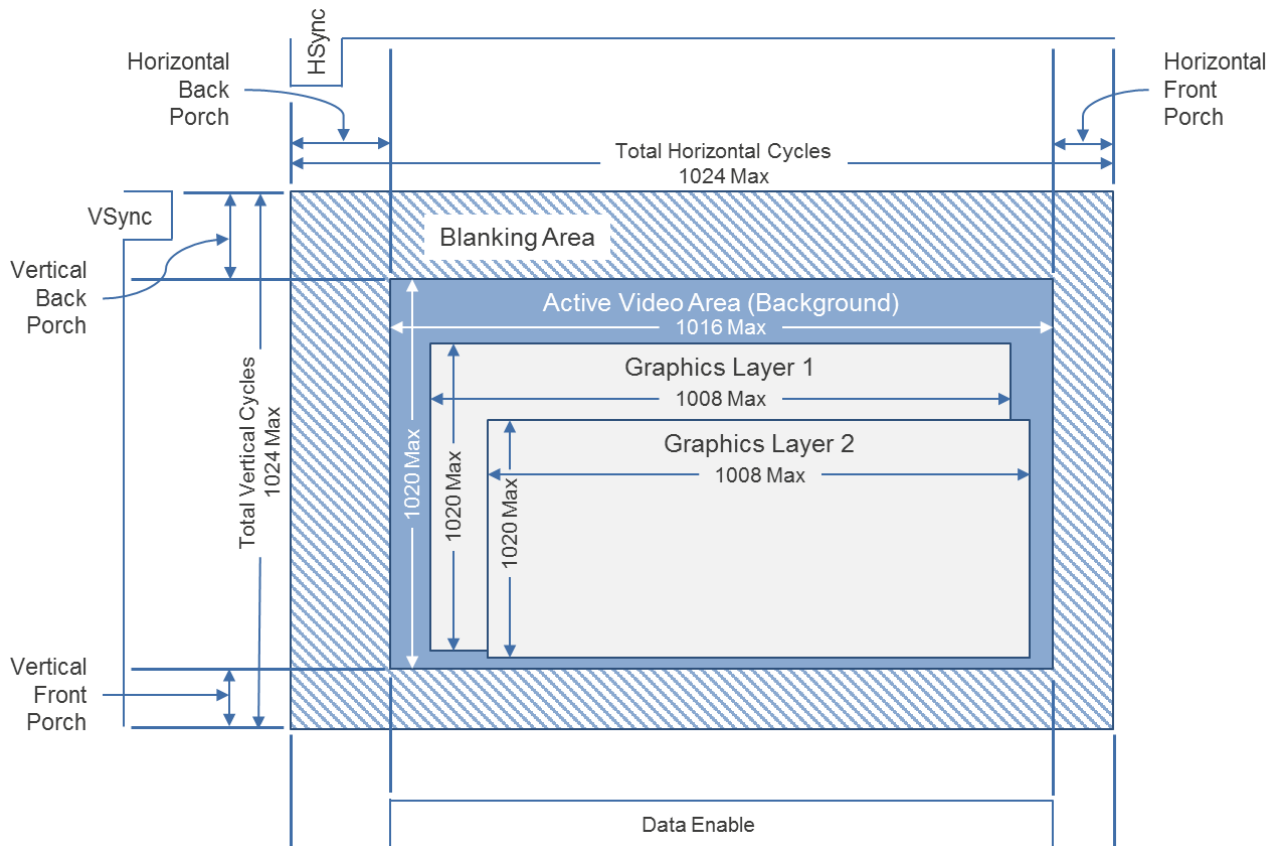 HSync
Horizontal
Back
Porch
Horizontal
Front
Porch
Total Horizontal Cycles
1024 Max
VSync
Blanking Area
Vertical
Back
Porch
Active Video Area (Background)
1016 Max
Graphics Layer 1
1008 Max
Graphics Layer 2
1008 Max
Total Vertical Cycles
1024 Max
1020 Max
1020 Max
1020 Max
Vertical
Front
Porch
Data Enable